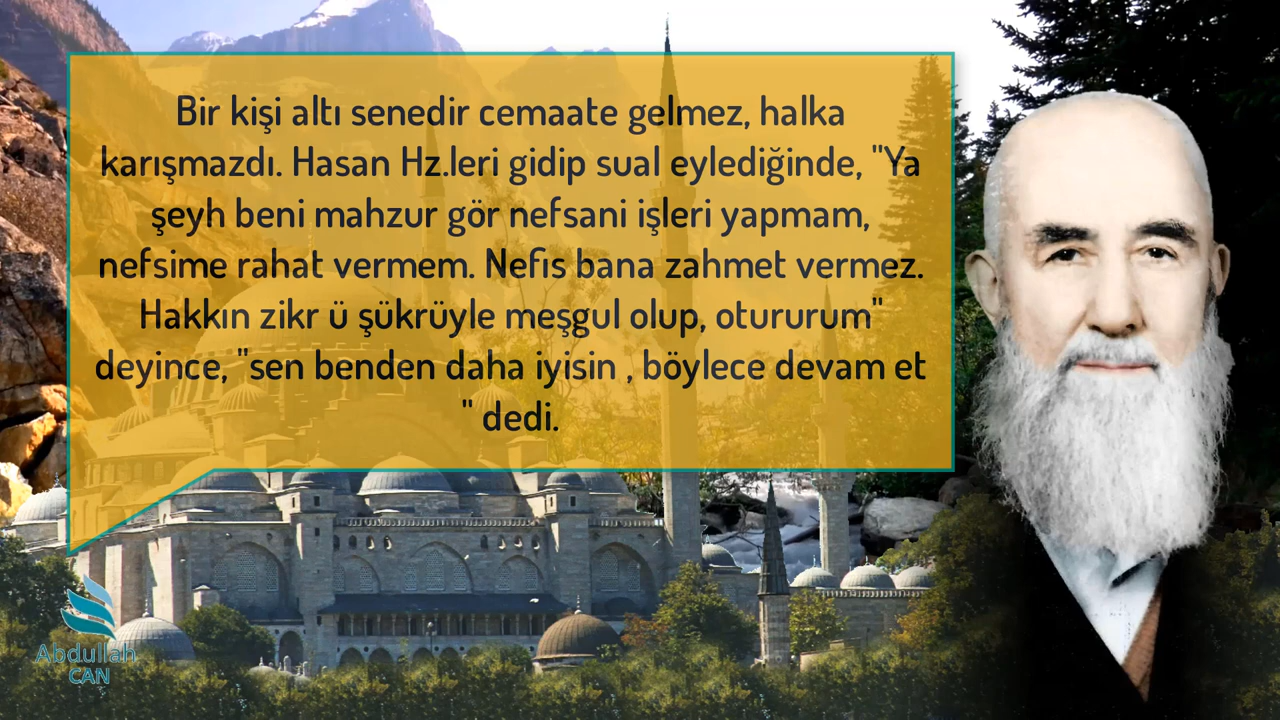 Bir kişi altı senedir cemaate gelmez, halka
karışmazdı. Hasan Hz.leri gidip sual eylediğinde, "Ya
şeyh beni mahzur gör nefsani işleri yapmam,
nefsime rahat vermem. Nefis bana zahmet vermez.
Hakkın zikr ü şükrüyle meşgul olup, otururum"
deyince, "sen benden daha iyisin , böylece devam et
" dedi.
Abdullah
CAN